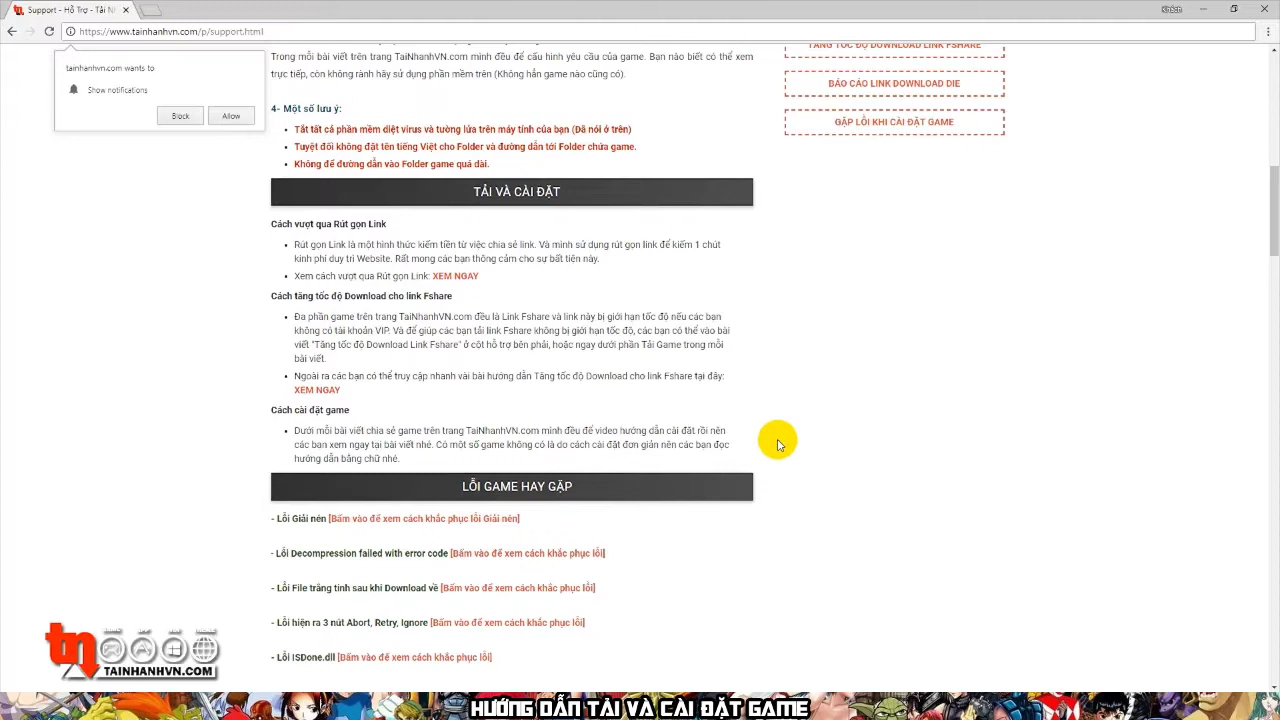 Support - Hỗ Trợ - Tải Nh
Khách
https://www.tainhanhvn.com/p/support.html
tainhanhvn.com wants to
Show notifications
Block
Allow
Trong mỗi bài viết trên trang TaiNhanhVN.com mình đều để cấu hình yêu cầu của game. Bạn nào biết có thể xem
trực tiếp, còn không rành hãy sử dụng phần mềm trên (Không hẳn game nào cũng có).
4- Một số lưu ý:
Tắt tất cả phần mềm diệt virus và tường lửa trên máy tính của bạn (Đã nói ở trên)
Tuyệt đối không đặt tên tiếng Việt cho Folder và đường dẫn tới Folder chứa game.
Không để đường dẫn vào Folder game quá dài.
TẢI VÀ CÀI ĐẶT
Cách vượt qua Rút gọn Link
Rút gọn Link là một hình thức kiếm tiền từ việc chia sẻ link. Và mình sử dụng rút gọn link để kiếm 1 chút
kinh phí duy trì Website. Rất mong các bạn thông cảm cho sự bất tiện này.
Xem cách vượt qua Rút gọn Link: XEM NGAY
Cách tăng tốc độ Download cho link Fshare
Đa phần game trên trang TaiNhanhVN.com đều là Link Fshare và link này bị giới hạn tốc độ nếu các bạn
không có tài khoản VIP. Và để giúp các bạn tải link Fshare không bị giới hạn tốc độ, các bạn có thể vào bài
viết "Tăng tốc độ Download Link Fshare" ở cột hỗ trợ bên phải, hoặc ngay dưới phần Tải Game trong mỗi
bài viết.
Ngoài ra các bạn có thể truy cập nhanh vài bài hướng dẫn Tăng tốc độ Download cho link Fshare tại đây:
XEM NGAY
Cách cài đặt game
Dưới mỗi bài viết chia sẻ game trên trang TaiNhanhVN.com mình đều để video hướng dẫn cài đặt rồi nên
các bạn xem ngay tại bài viết nhé. Có một số game không có là do cách cài đặt đơn giản nên các bạn đọc
hướng dẫn bằng chữ nhé.
LỖI GAME HAY GẶP
- Lỗi Giải nén [Bấm vào để xem cách khắc phục lỗi Giải nén]
- Lỗi Decompression failed with error code [Bấm vào để xem cách khắc phục lỗi]
- Lỗi File trắng tinh sau khi Download về [Bấm vào để xem cách khắc phục lỗi]
- Lỗi hiện ra 3 nút Abort, Retry, Ignore [Bấm vào để xem cách khắc phục lỗi]
- Lỗi ISDone.dll [Bấm vào để xem cách khắc phục lỗi]
TĂNG TỐC ĐỘ DOWNLOAD LINK FSHARE
BÁO CÁO LINK DOWNLOAD DIE
GẶP LỖI KHI CÀI ĐẶT GAME
tn
GAME
APP
WIN
TAINHANHVN.COM
HƯỚNG DẪN TẢI VÀ CÀI ĐẶT GAME